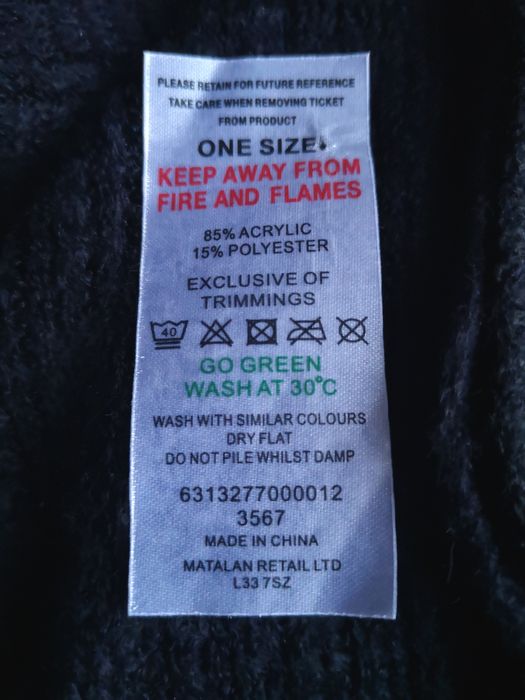 PLEASE RETAIN FOR FUTURE REFERENCE
TAKE CARE WHEN REMOVING TICKET
FROM PRODUCT
ONE SIZE
KEEP AWAY FROM
FIRE AND FLAMES
85% ACRYLIC
15% POLYESTER
EXCLUSIVE OF
TRIMMINGS
40
GO GREEN
WASH AT 30°C
WASH WITH SIMILAR COLOURS
DRY FLAT
DO NOT PILE WHILST DAMP
6313277000012
3567
MADE IN CHINA
MATALAN RETAIL LTD
L33 7SZ